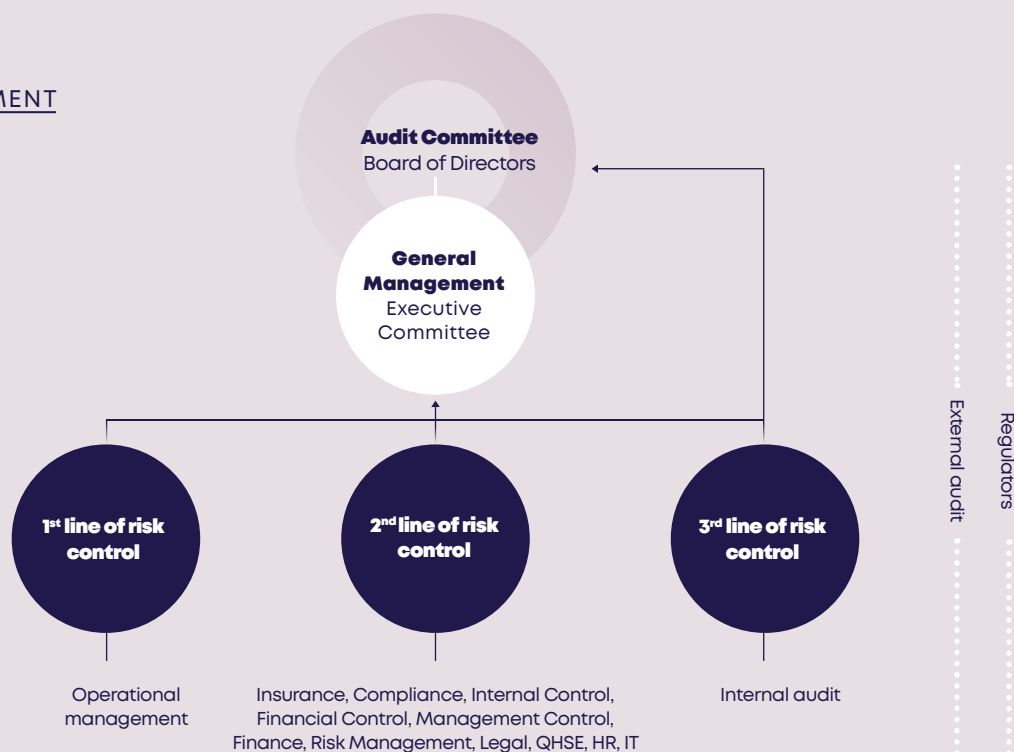 MENT
Audit Committee
Board of Directors
General
Management
Executive
Committee
1st line of risk
control
2nd line of risk
control
3rd line of risk
control
External audit
Regulators
Operational
management
Insurance, Compliance, Internal Control,
Financial Control, Management Control,
Finance, Risk Management, Legal, QHSE, HR, IT
Internal audit